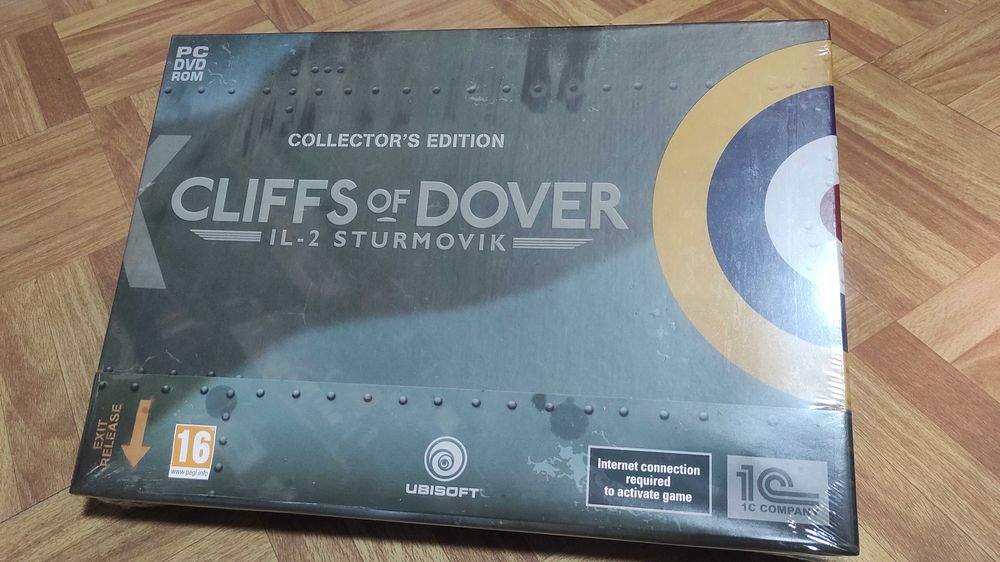 PC
DVD
ROM
COLLECTOR'S EDITION
CLIFFS OF DOVER
IL-2 STURMOVIK
EXIT
RELEASE
16
www.pegi.info
UBISOFT
Internet connection
required
to activate game
1C
1C COMPANY